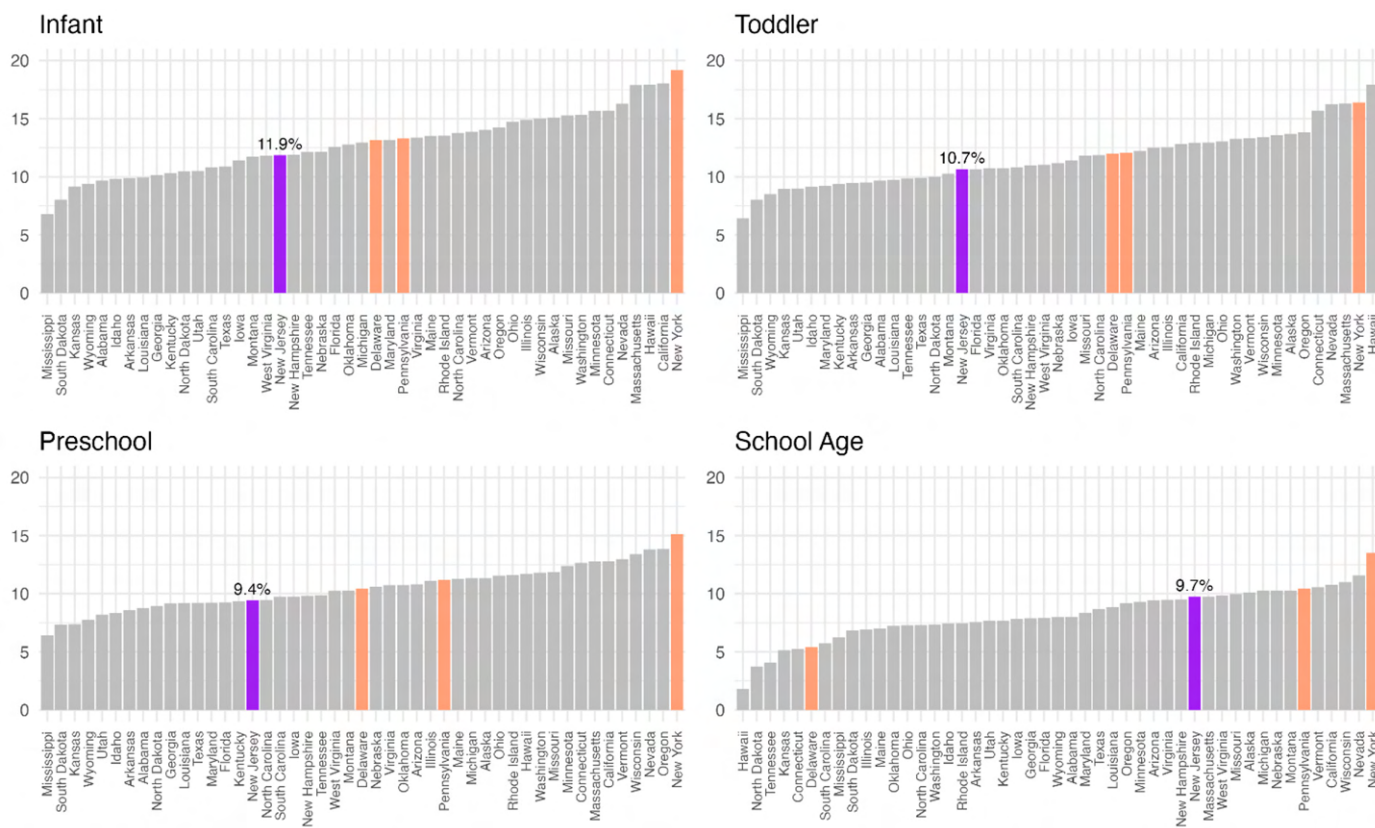 Infant
20
15
10
5
0
11.9%
Mississippi
South Dakota
Kansas
Wyoming
Alabama
Idaho
Arkansas
Louisiana
Georgia
Kentucky
North Dakota
Utah
South Carolina
Texas
Iowa
Montana
West Virginia
New Jersey
New Hampshire
Tennessee
Nebraska
Florida
Oklahoma
Michigan
Delaware
Maryland
Pennsylvania
Virginia
Maine
Rhode Island
North Carolina
Vermont
Arizona
Oregon
Ohio
Illinois
Wisconsin
Alaska
Missouri
Washington
Minnesota
Connecticut
Nevada
Massachusetts
Hawaii
California
New York
Toddler
20
15
10
5
0
10.7%
Mississippi
South Dakota
Wyoming
Kansas
Utah
Idaho
Maryland
Kentucky
Arkansas
Georgia
Alabama
Louisiana
Tennessee
Texas
North Dakota
Montana
New Jersey
Florida
Virginia
Oklahoma
South Carolina
New Hampshire
West Virginia
Nebraska
Iowa
Missouri
North Carolina
Delaware
Pennsylvania
Maine
Arizona
Illinois
California
Rhode Island
Michigan
Ohio
Washington
Vermont
Wisconsin
Minnesota
Alaska
Oregon
Connecticut
Nevada
Massachusetts
New York
Hawaii
Preschool
20
15
10
5
0
9.4%
Mississippi
South Dakota
Kansas
Wyoming
Utah
Idaho
Arkansas
Alabama
North Dakota
Georgia
Louisiana
Texas
Maryland
Florida
Kentucky
New Jersey
North Carolina
South Carolina
Iowa
New Hampshire
Tennessee
West Virginia
Montana
Delaware
Nebraska
Virginia
Oklahoma
Arizona
Illinois
Pennsylvania
Maine
Michigan
Alaska
Ohio
Rhode Island
Hawaii
Washington
Missouri
Minnesota
Connecticut
Massachusetts
California
Vermont
Wisconsin
Nevada
Oregon
New York
School Age
20
15
10
5
0
9.7%
Hawaii
North Dakota
Tennessee
Kansas
Connecticut
Delaware
South Carolina
Mississippi
South Dakota
Illinois
Maine
Oklahoma
Ohio
North Carolina
Washington
Idaho
Rhode Island
Arkansas
Utah
Kentucky
Iowa
Georgia
Florida
Wyoming
Alabama
Maryland
Texas
Louisiana
Oregon
Minnesota
Arizona
Virginia
New Hampshire
New Jersey
Massachusetts
West Virginia
Missouri
Alaska
Michigan
Nebraska
Montana
Pennsylvania
Vermont
California
Wisconsin
Nevada
New York